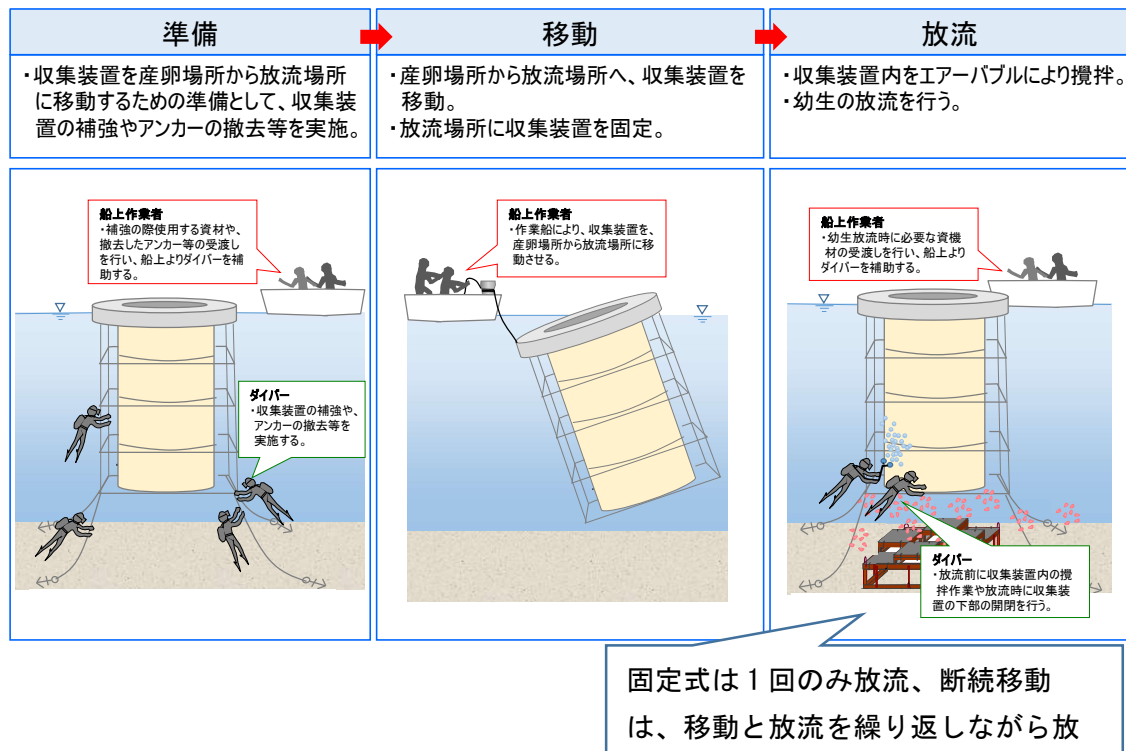 準備
移動
放流
・収集装置を産卵場所から放流場所
に移動するための準備として、収集装
置の補強やアンカーの撤去等を実施。
・産卵場所から放流場所へ、収集装置を
移動。
・放流場所に収集装置を固定。
・収集装置内をエアーバブルにより攪拌。
・幼生の放流を行う。
船上作業者
・補強の際使用する資材や、
撤去したアンカー等の受渡し
を行い、船上よりダイバーを補
助する。
ダイバー
・収集装置の補強や、
アンカーの撤去等を
実施する。
船上作業者
・作業船により、収集装置を、
産卵場所から放流場所に移
動させる。
船上作業者
・幼生放流時に必要な資機
材の受渡しを行い、船上より
ダイバーを補助する。
ダイバー
・放流前に収集装置内の攪
拌作業や放流時に収集装
置の下部の開閉を行う。
固定式は1回のみ放流、断続移動
は、移動と放流を繰り返しながら放